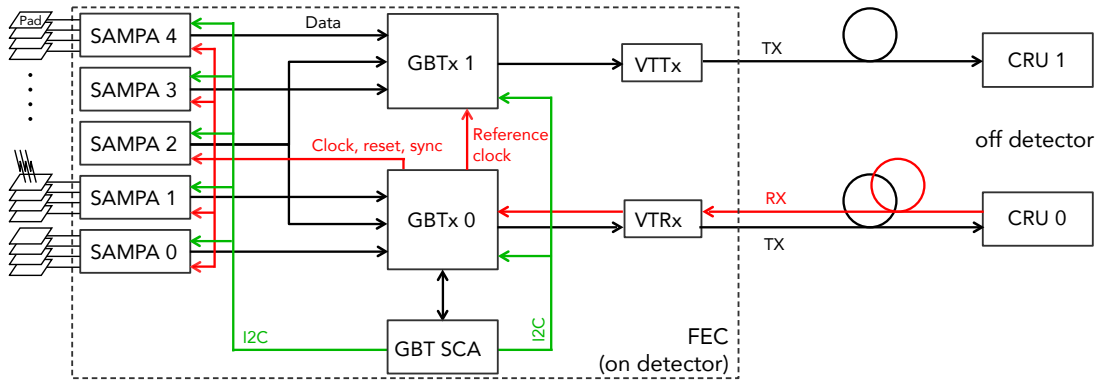 Pad
SAMPA 4
Data
GBTx 1
VTTx
TX
CRU 1
SAMPA 3
SAMPA 2
Clock, reset, sync
Reference
clock
off detector
SAMPA 1
GBTx 0
VTRx
RX
TX
CRU 0
SAMPA 0
I2C
GBT SCA
I2C
FEC
(on detector)